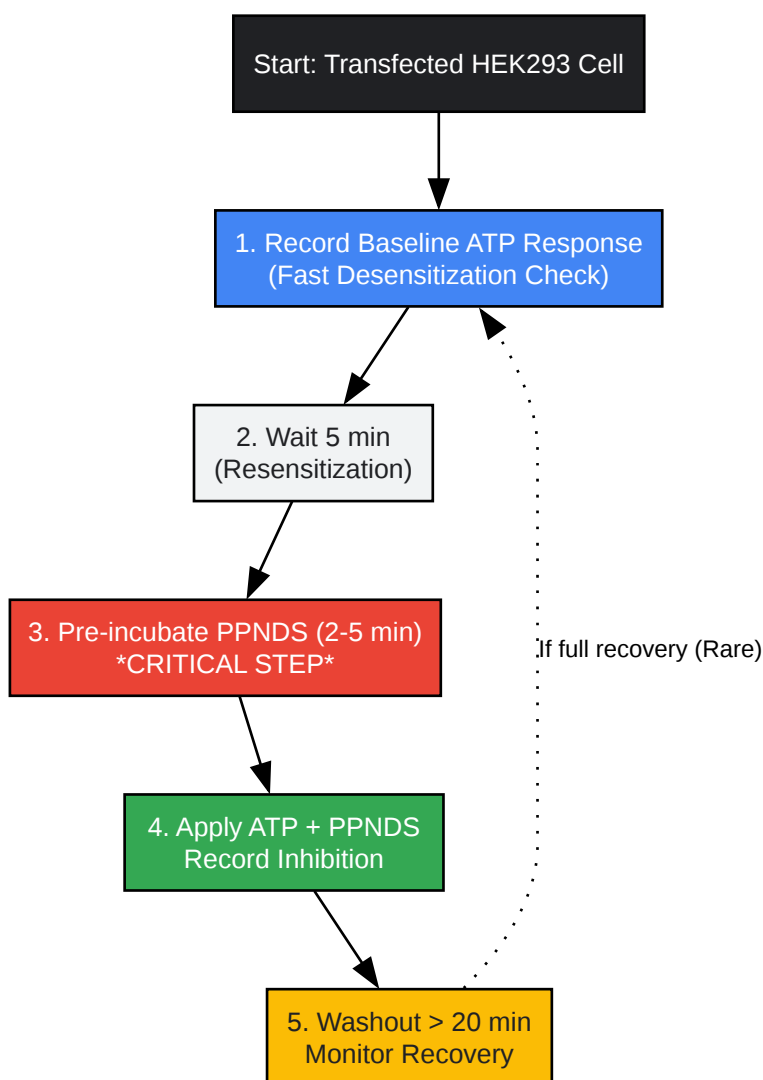 Start: Transfected HEK293 Cell
1. Record Baseline ATP Response
(Fast Desensitization Check)
2. Wait 5 min
(Resensitization)
3. Pre-incubate PPNDS (2-5 min)
*CRITICAL STEP*
If full recovery (Rare)
4. Apply ATP + PPNDS
Record Inhibition
5. Washout > 20 min
Monitor Recovery